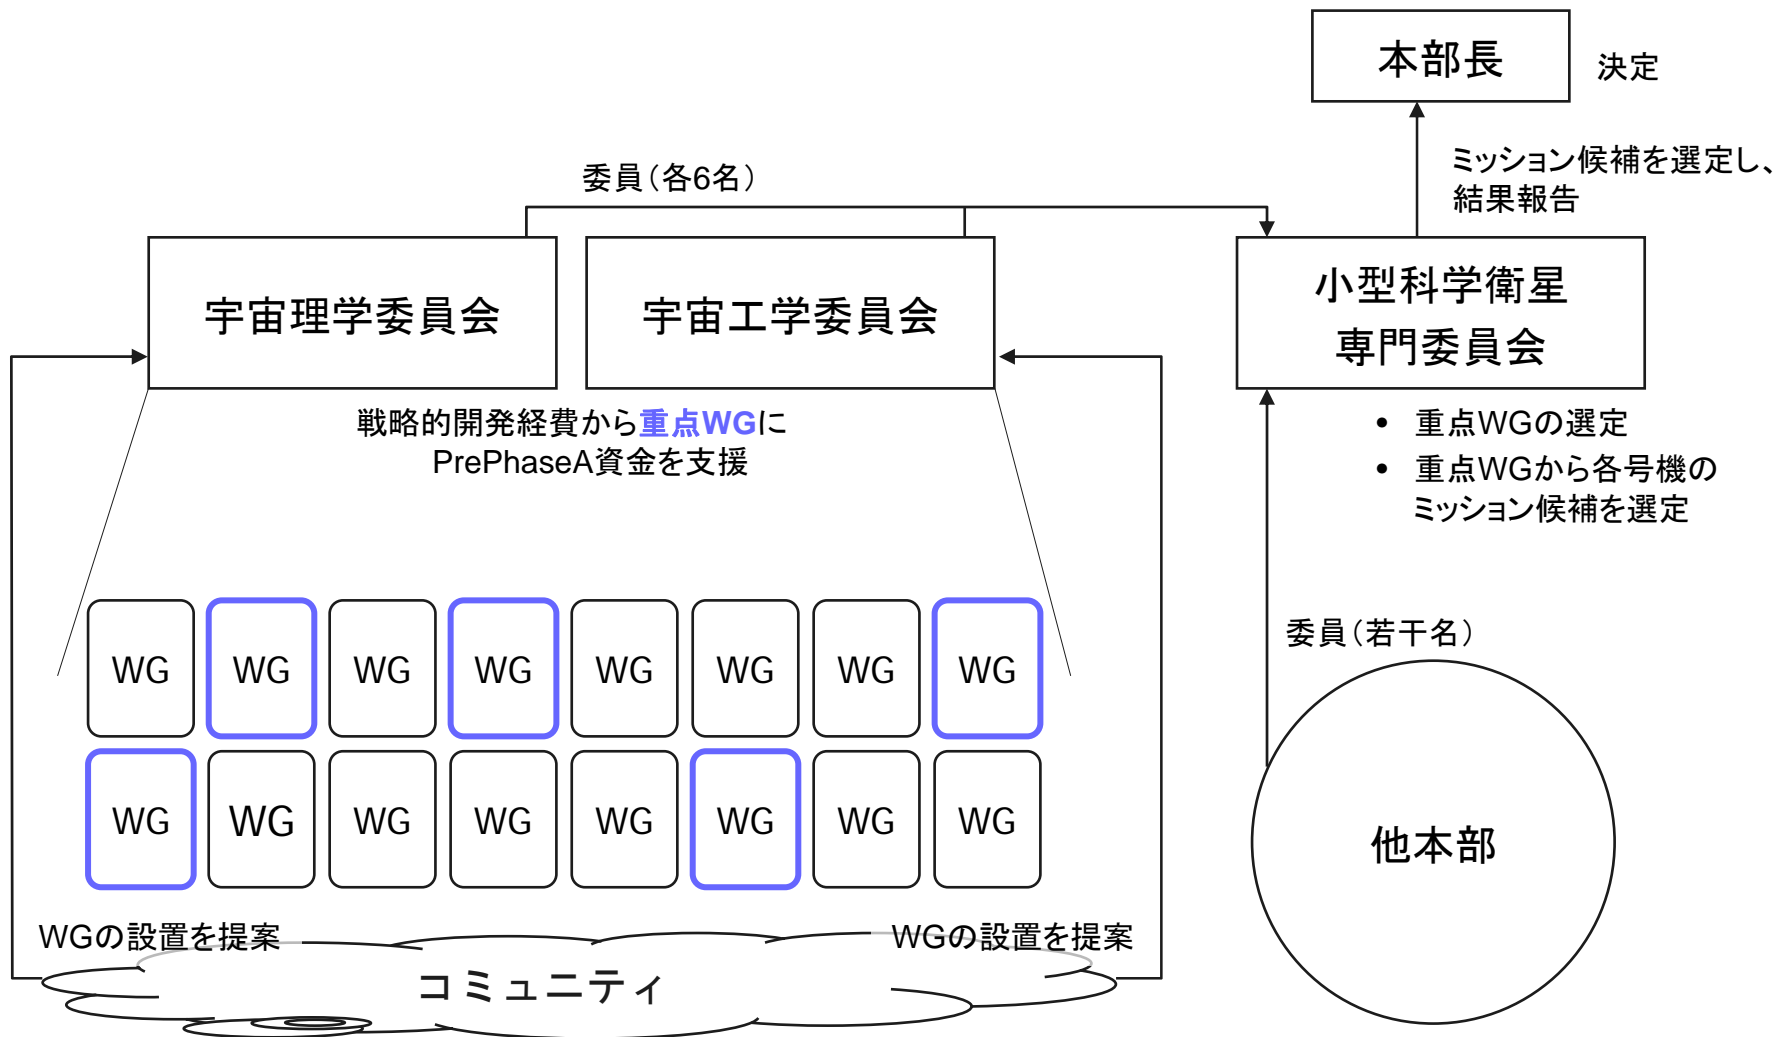 本部長
決定
ミッション候補を選定し、
結果報告
委員(各6名)
宇宙理学委員会
宇宙工学委員会
小型科学衛星
専門委員会
戦略的開発経費から重点WGに
PrePhaseA資金を支援
• 重点WGの選定
• 重点WGから各号機の
ミッション候補を選定
委員(若干名)
WG WG WG WG WG WG WG WG
WG WG WG WG WG WG WG WG
他本部
WGの設置を提案
WGの設置を提案
コミュニティ